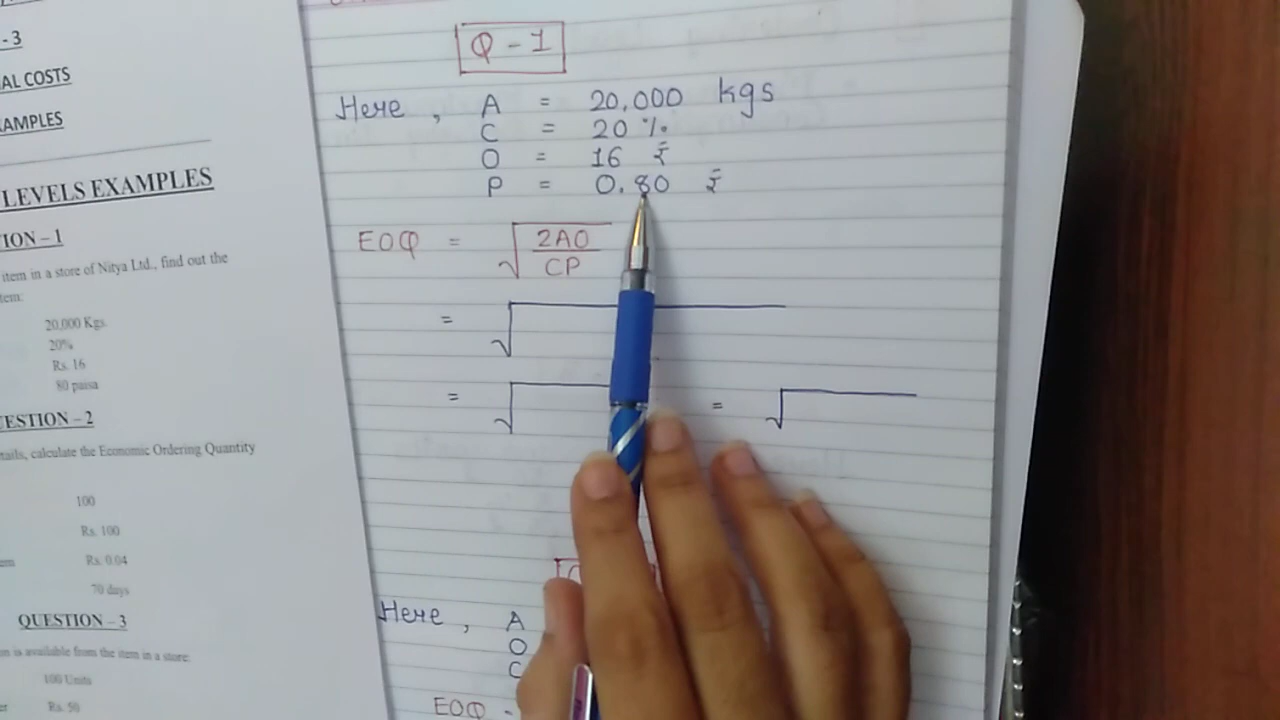 - 3
AL COSTS
AMPLES
LEVELS EXAMPLES
ION – 1
item in a store of Nitya Ltd., find out the
tem:
20,000 Kgs.
20%
Rs. 16
80 paisa
ESTION – 2
tails, calculate the Economic Ordering Quantity
100
Rs. 100
em Rs. 0.04
70 days
QUESTION – 3
on is available from the item in a store:
100 Units
er Rs. 50
Q - 1
Here, A = 20,000 kgs
C = 20 %
O = 16 ₹
P = 0.80 ₹
EOQ = √2AO/CP
= √
= √ = √
Here, A
O
C
EOQ -